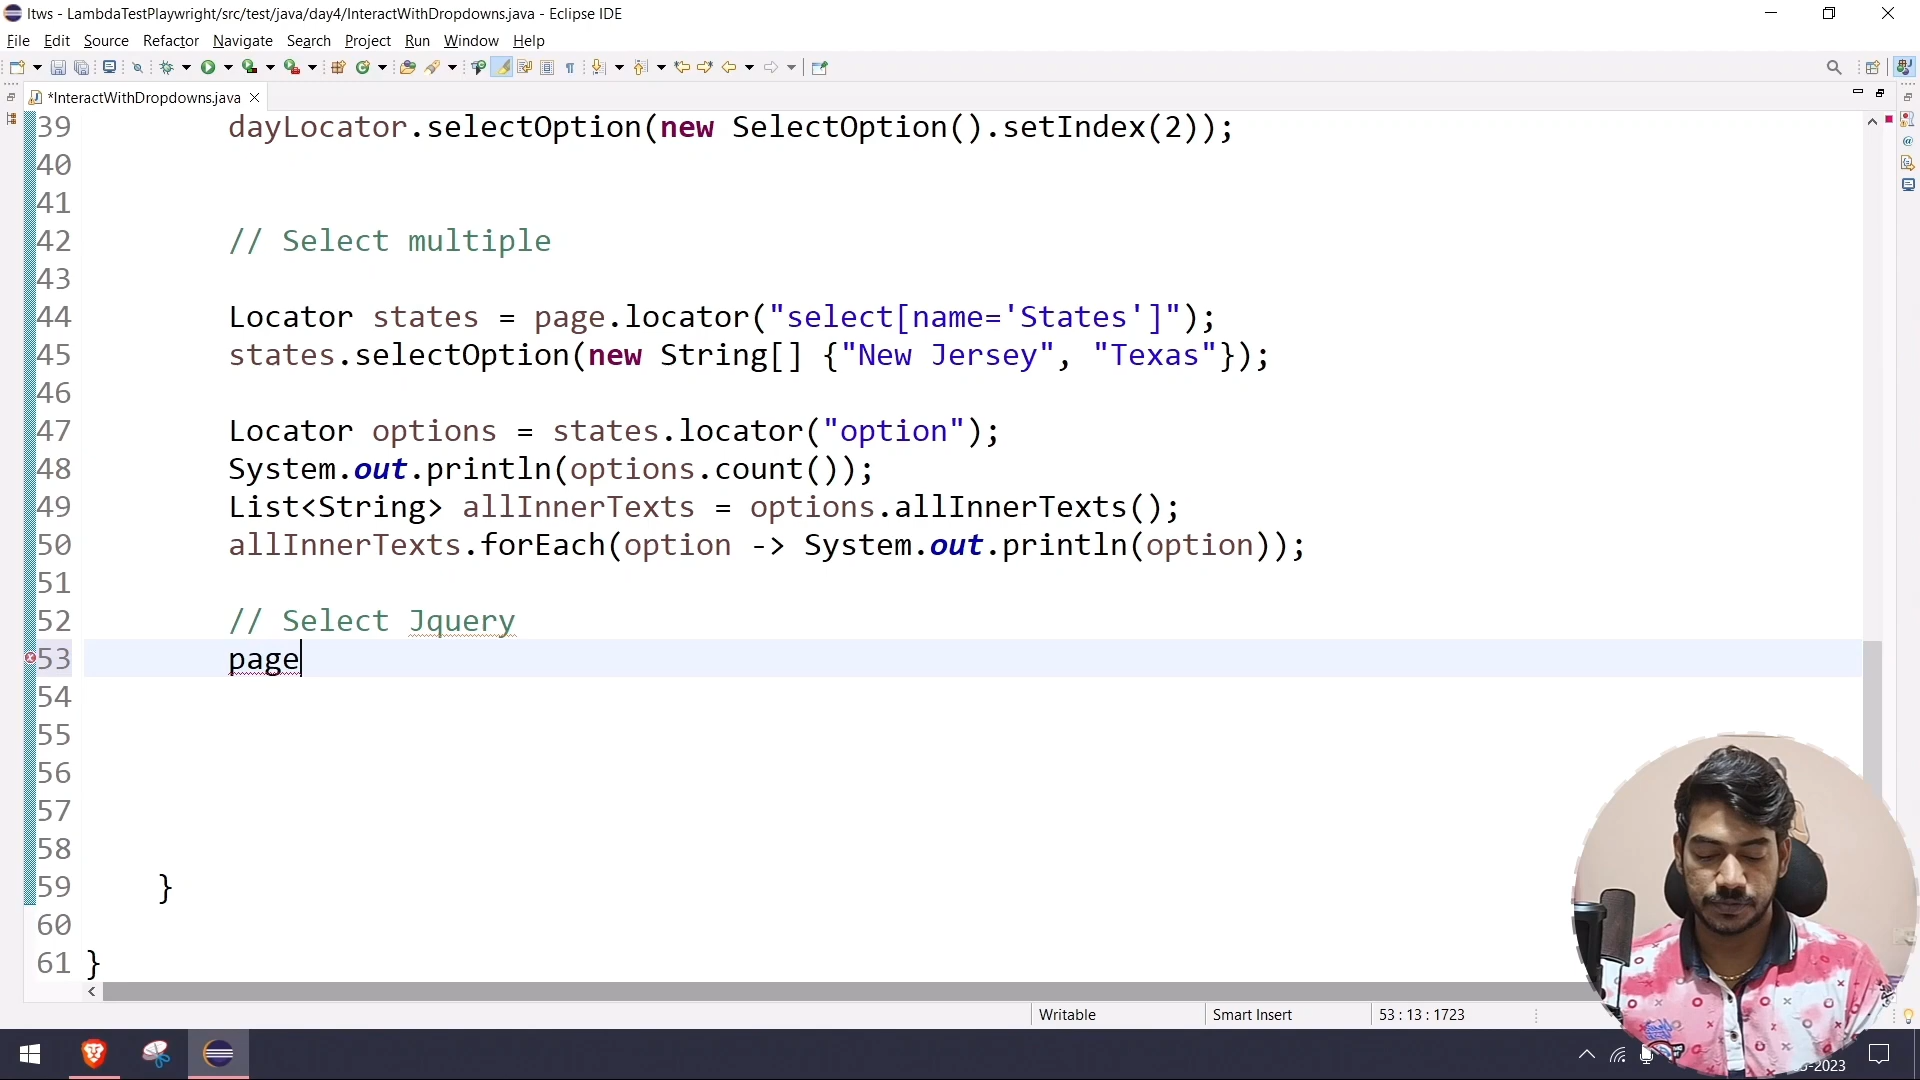 ltws - LambdaTestPlaywright/src/test/java/day4/InteractWithDropdowns.java - Eclipse IDE
File Edit Source Refactor Navigate Search Project Run Window Help
*InteractWithDropdowns.java
39 dayLocator.selectOption(new SelectOption().setIndex(2));
40
41
42 // Select multiple
43
44 Locator states = page.locator("select[name='States']");
45 states.selectOption(new String[] {"New Jersey", "Texas"});
46
47 Locator options = states.locator("option");
48 System.out.println(options.count());
49 List<String> allInnerTexts = options.allInnerTexts();
50 allInnerTexts.forEach(option -> System.out.println(option));
51
52 // Select Jquery
53 page
54
55
56
57
58
59 }
60
61 }
Writable Smart Insert 53 : 13 : 1723
-2023